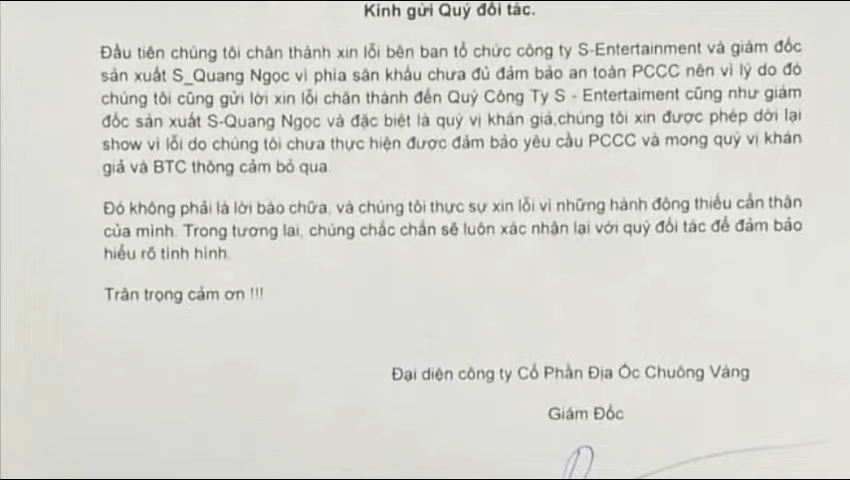 Kính gửi Quý đối tác.
Đầu tiên chúng tôi chân thành xin lỗi bên ban tổ chức công ty S-Entertainment và giám đốc
sản xuất S_Quang Ngọc vì phía sân khấu chưa đủ đảm bảo an toàn PCCC nên vì lý do đó
chúng tôi cũng gửi lời xin lỗi chân thành đến Quý Công Ty S - Entertaiment cũng như giám
đốc sản xuất S-Quang Ngọc và đặc biệt là quý vị khán giả,chúng tôi xin được phép dời lại
show vì lỗi do chúng tôi chưa thực hiện được đảm bảo yêu cầu PCCC và mong quý vị khán
giả và BTC thông cảm bỏ qua.
Đó không phải là lời bào chữa, và chúng tôi thực sự xin lỗi vì những hành động thiếu cẩn thận
của mình. Trong tương lai, chúng chắc chắn sẽ luôn xác nhận lại với quý đối tác để đảm bảo
hiểu rõ tình hình.
Trân trọng cảm ơn !!!
Đại diện công ty Cổ Phần Địa Ốc Chuông Vàng
Giám Đốc